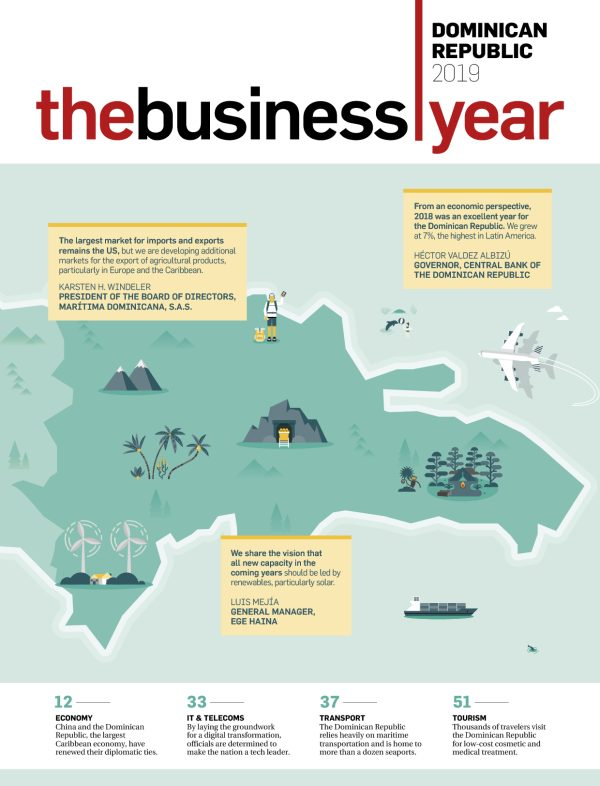 DOMINICAN
REPUBLIC
2019
thebusiness year
From an economic perspective,
2018 was an excellent year for
the Dominican Republic. We grew
at 7%, the highest in Latin America.
HÉCTOR VALDEZ ALBIZÚ
GOVERNOR, CENTRAL BANK OF
THE DOMINICAN REPUBLIC
The largest market for imports and exports
remains the US, but we are developing additional
markets for the export of agricultural products,
particularly in Europe and the Caribbean.
KARSTEN H. WINDELER
PRESIDENT OF THE BOARD OF DIRECTORS,
MARÍTIMA DOMINICANA, S.A.S.
We share the vision that
all new capacity in the
coming years should be led by
renewables, particularly solar.
LUIS MEJÍA
GENERAL MANAGER,
EGE HAINA
12
ECONOMY
China and the Dominican
Republic, the largest
Caribbean economy, have
renewed their diplomatic ties.
33
IT & TELECOMS
By laying the groundwork
for a digital transformation,
officials are determined to
make the nation a tech leader.
37
TRANSPORT
The Dominican Republic
relies heavily on maritime
transportation and is home to
more than a dozen seaports.
51
TOURISM
Thousands of travelers visit
the Dominican Republic
for low-cost cosmetic and
medical treatment.